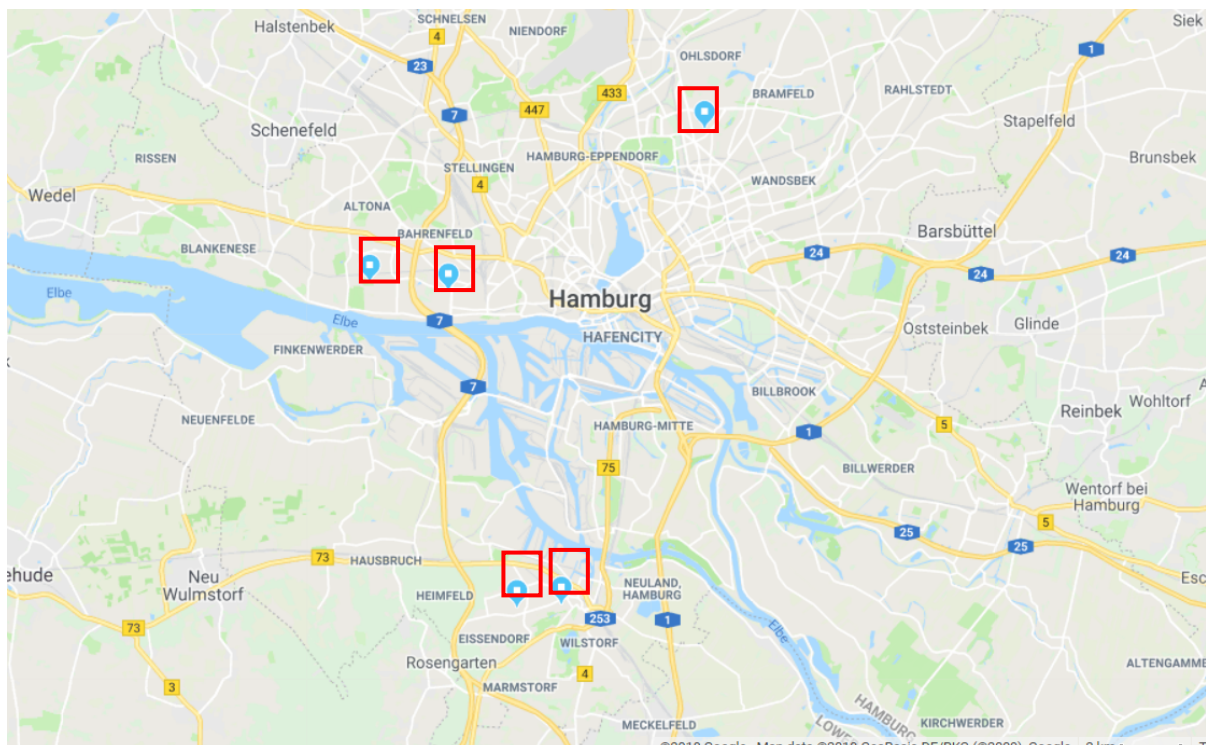 SCHNELSEN
Siek
Halstenbek
4
NIENDORF
1
OHLSDORF
23
RAHLSTEDT
433
BRAMFELD
447
7
Stapelfeld
Schenefeld
RISSEN
HAMBURG-EPPENDORF
Brunsbek
STELLINGEN
4
WANDSBEK
Wedel
ALTONA
Barsbüttel
BAHRENFELD
BLANKENESE
24
24
24
Elbe
Hamburg
Elbe
7
Oststeinbek
Glinde
HAFENCITY
FINKENWERDER
7
BILLBROOK
Reinbek
Wohltorf
NEUENFELDE
HAMBURG-MITTE
5
1
75
BILLWERDER
Wentorf bei
Hamburg
5
25
25
73
HAUSBRUCH
ehude
Neu
Wulmstorf
HEIMFELD
NEULAND,
HAMBURG
Esc
253
1
73
Elbe
EISSENDORF
WILSTORF
Rosengarten
ALTENGAMME
4
3
MARMSTORF
HAMBURG
MECKELFELD
KIRCHWERDER